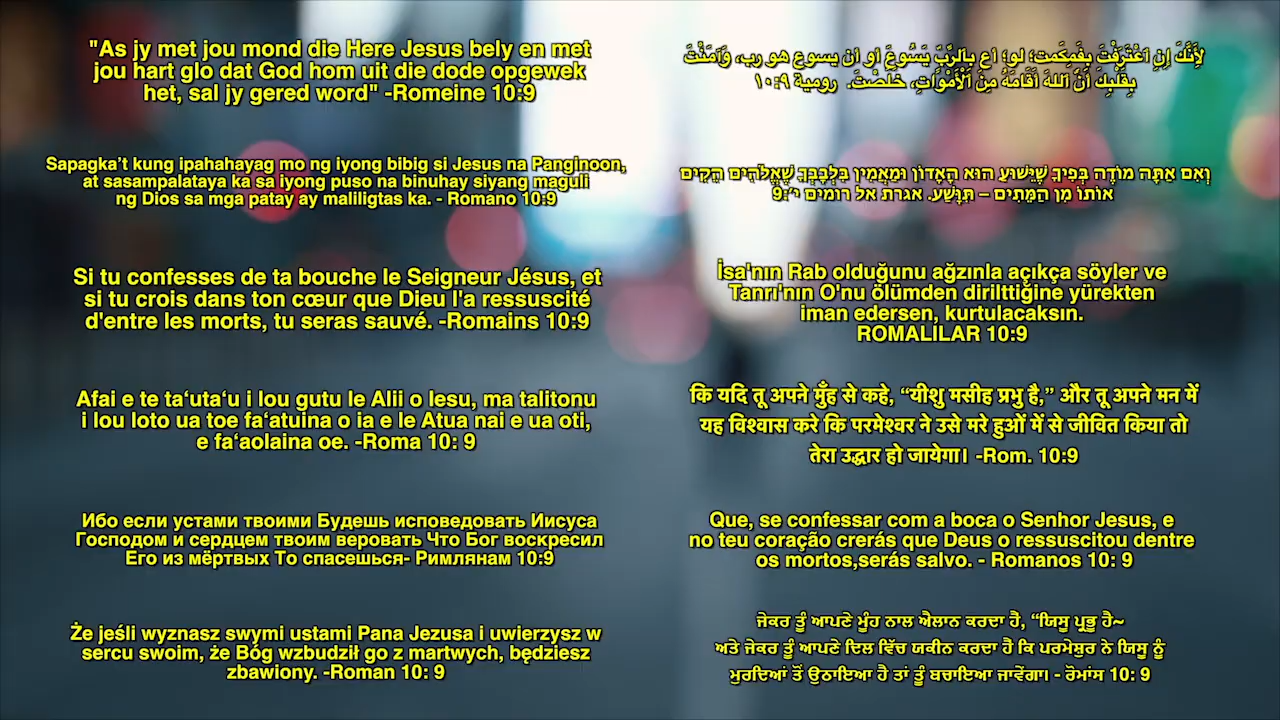 "As jy met jou mond die Here Jesus bely en met
jou hart glo dat God hom uit die dode opgewek
het, sal jy gered word" -Romeine 10:9
Sapagka't kung ipahahayag mo ng iyong bibig si Jesus na Panginoon,
at sasampalataya ka sa iyong puso na binuhay siyang maguli
ng Dios sa mga patay ay maliligtas ka. - Romano 10:9
Si tu confesses de ta bouche le Seigneur Jésus, et
si tu crois dans ton cœur que Dieu l'a ressuscité
d'entre les morts, tu seras sauvé. -Romains 10:9
Afai e te taʻutaʻu i lou gutu le Alii o Iesu, ma talitonu
i lou loto ua toe faʻatuina o ia e le Atua nai e ua oti,
e faʻaolaina oe. -Roma 10: 9
Ибо если устами твоими Будешь исповедовать Иисуса
Господом и сердцем твоим веровать Что Бог воскресил
Его из мёртвых То спасешься- Римлянам 10:9
Że jeśli wyznasz swymi ustami Pana Jezusa i uwierzysz w
sercu swoim, że Bóg wzbudził go z martwych, będziesz
zbawiony. -Roman 10: 9
لِأَنَّكَ إِنِ اعْتَرَفْتَ بِفَمِكَمت؛ لو؛ أع بِالرَّبِّ يَسُوعَ أو أن يسوع هو رب، وَآمَنْتَ
بِقَلْبِكَ أَنَّ اللهَ أَقَامَهُ مِنَ الْأَمْوَاتِ، خَلَصْتَ. رومية ١٠:٩
וְאִם אַתָּה מוֹדֶה בְּפִיךָ שֶׁיֵּשׁוּעַ הוּא הָאָדוֹן וּמַאֲמִין בִּלְבָבְךָ שֶׁאֱלֹהִים הֵקִים
אוֹתוֹ מִן הַמֵּתִים – תִּוָּשַׁע. אגרת אל רומים י׳:9
İsa'nın Rab olduğunu ağzınla açıkça söyler ve
Tanrı'nın O'nu ölümden dirilttiğine yürekten
iman edersen, kurtulacaksın.
ROMALILAR 10:9
कि यदि तू अपने मुँह से कहे, “यीशु मसीह प्रभु है,” और तू अपने मन में
यह विश्वास करे कि परमेश्वर ने उसे मरे हुओं में से जीवित किया तो
तेरा उद्धार हो जायेगा। -Rom. 10:9
Que, se confessar com a boca o Senhor Jesus, e
no teu coração crerás que Deus o ressuscitou dentre
os mortos,serás salvo. - Romanos 10: 9
ਜੇਕਰ ਤੂੰ ਆਪਣੇ ਮੂੰਹ ਨਾਲ ਐਲਾਨ ਕਰਦਾ ਹੈਂ, “ਯਿਸੂ ਪ੍ਰਭੂ ਹੈ~
ਅਤੇ ਜੇਕਰ ਤੂੰ ਆਪਣੇ ਦਿਲ ਵਿੱਚ ਯਕੀਨ ਕਰਦਾ ਹੈਂ ਕਿ ਪਰਮੇਸ਼ੁਰ ਨੇ ਯਿਸੂ ਨੂੰ
ਮੁਰਦਿਆਂ ਤੋਂ ਉਠਾਇਆ ਹੈ ਤਾਂ ਤੂੰ ਬਚਾਇਆ ਜਾਵੇਂਗਾ। - ਰੋਮਾਂਸ 10: 9